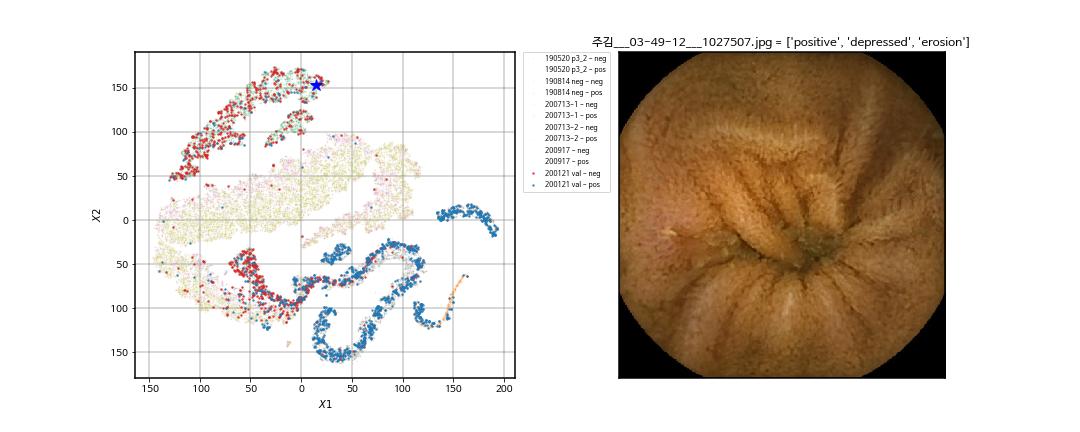 주김___03-49-12___1027507.jpg = ['positive', 'depressed', 'erosion']
190520 p3_2 - neg
190520 p3_2 - pos
190814 neg - neg
190814 neg - pos
200713-1 - neg
200713-1 - pos
200713-2 - neg
200713-2 - pos
200917 - neg
200917 - pos
200121 val - neg
200121 val - pos
150
100
50
0
50
100
150
X2
150
100
50
0
50
100
150
200
X1